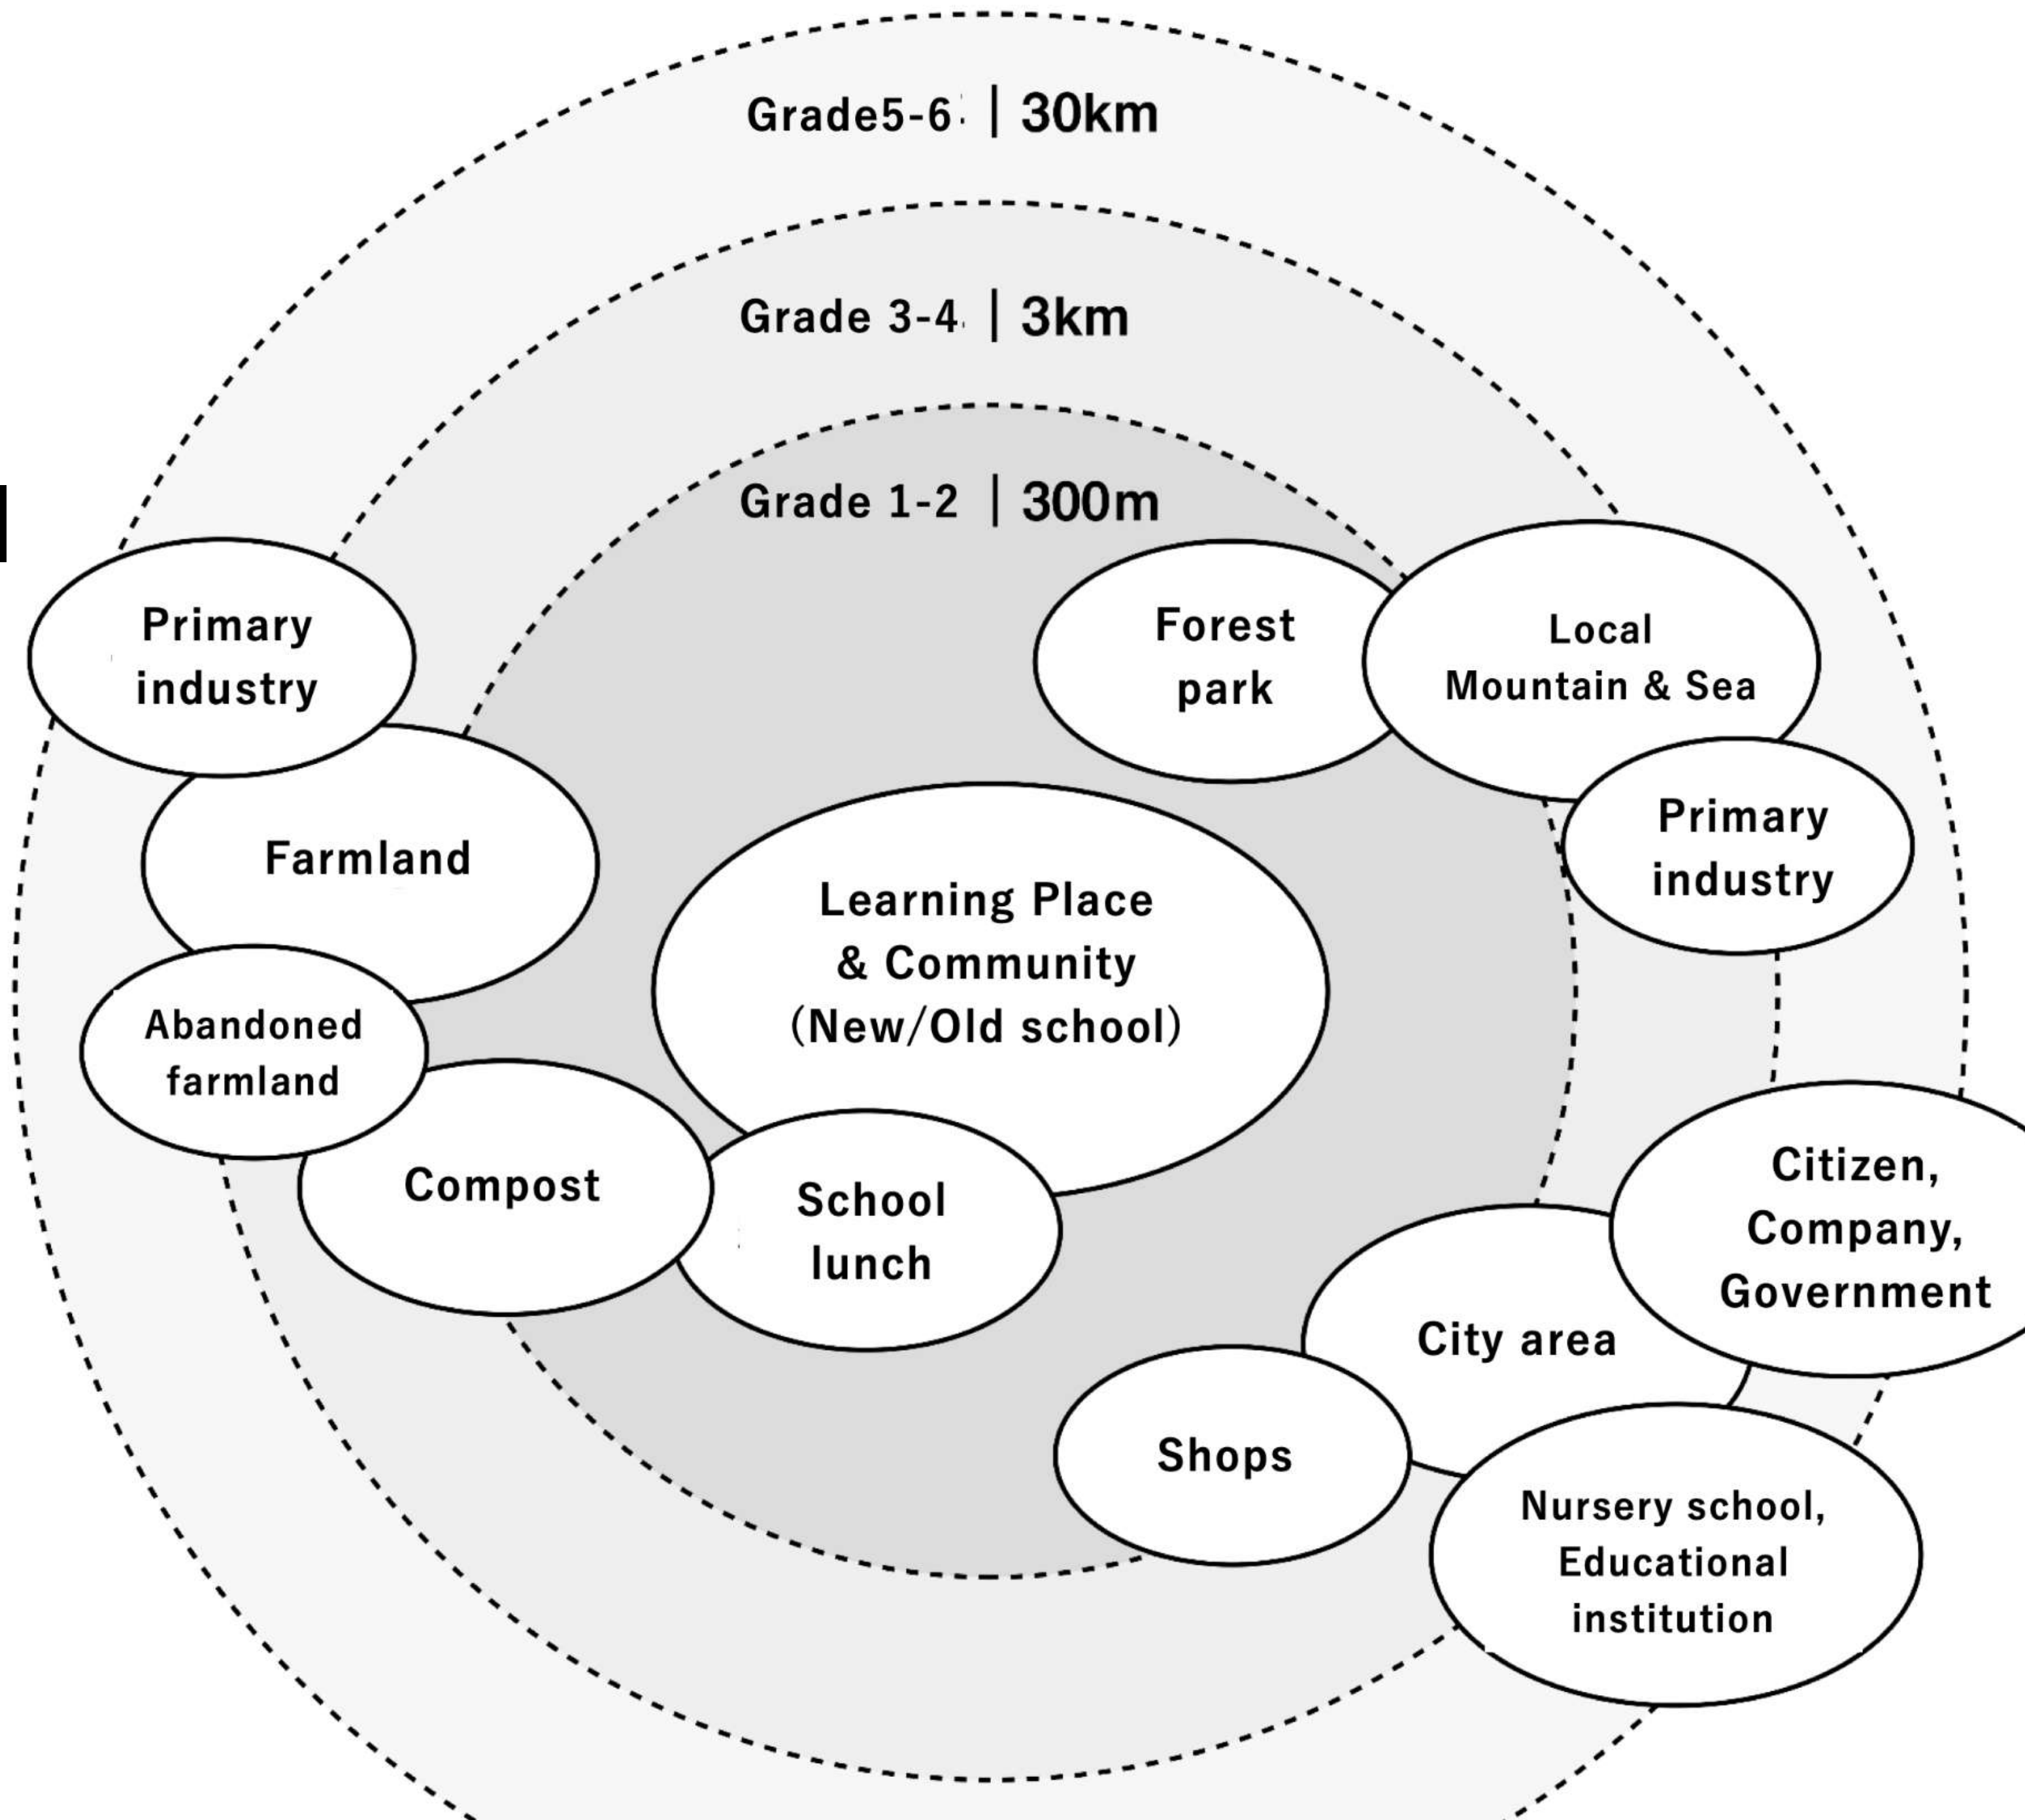 Grade5-6 | 30km
Grade 3-4 | 3km
Grade 1-2 | 300m
Primary
industry
Forest
park
Local
Mountain & Sea
Farmland
Primary
industry
Learning Place
& Community
(New/Old school)
Abandoned
farmland
Compost
School
lunch
Citizen,
Company,
Government
City area
Shops
Nursery school,
Educational
institution